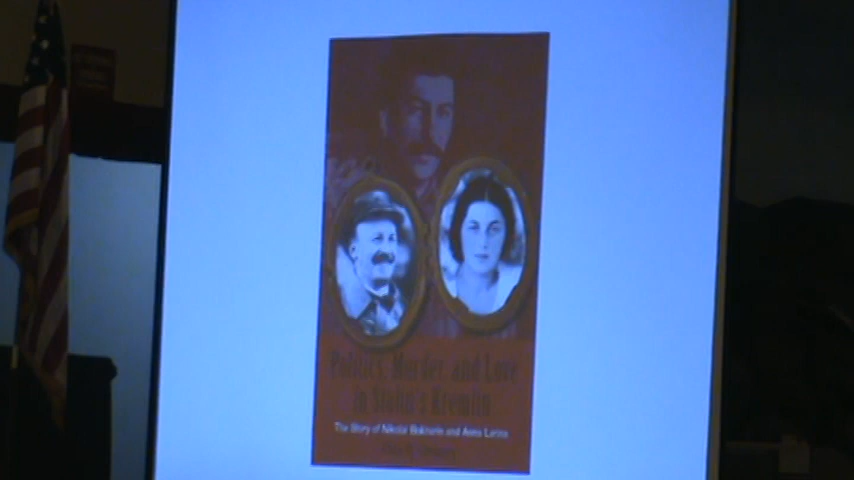 Politics, Murder, and Love
in Stalin's Kremlin
The Story of Nikolai Bukharin and Anna Larina